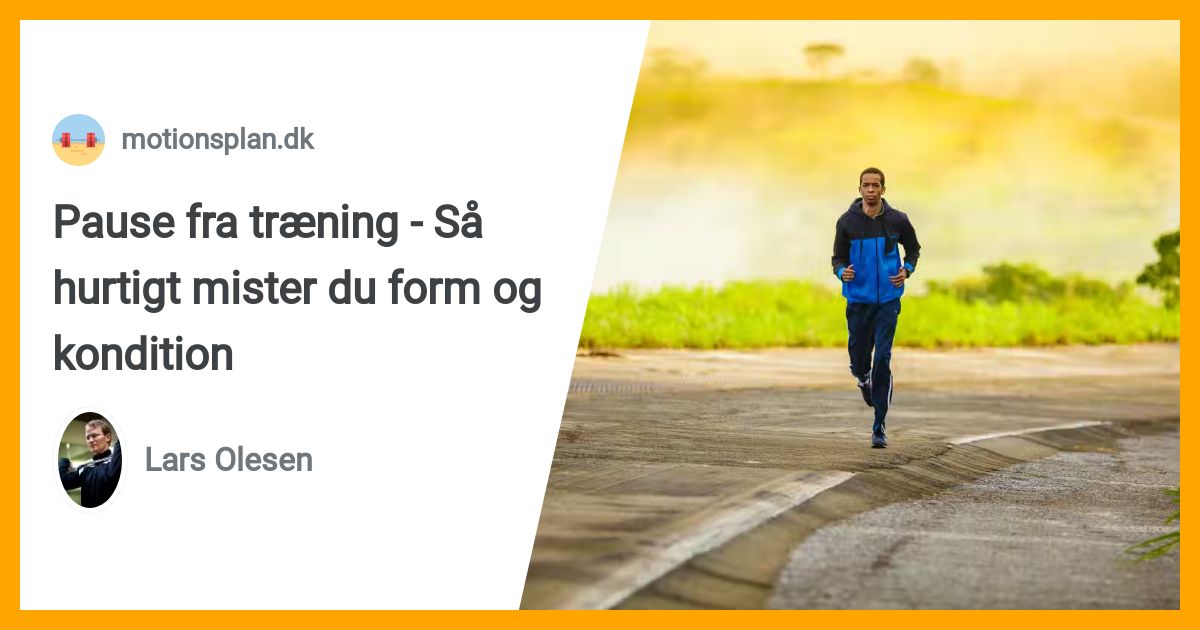 motionsplan.dk
Pause fra træning - Så
hurtigt mister du form og
kondition
Lars Olesen